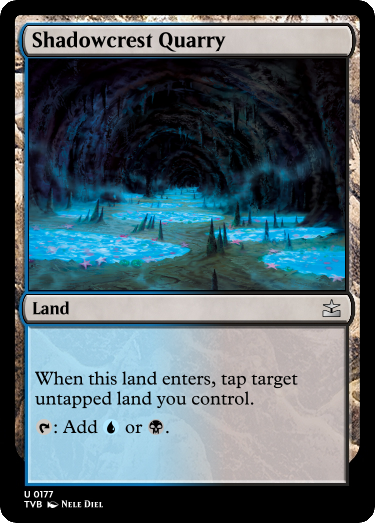 Shadowcrest Quarry
Land
When this land enters, tap target
untapped land you control.
: Add or .
U 0177
TVB Nele Diel